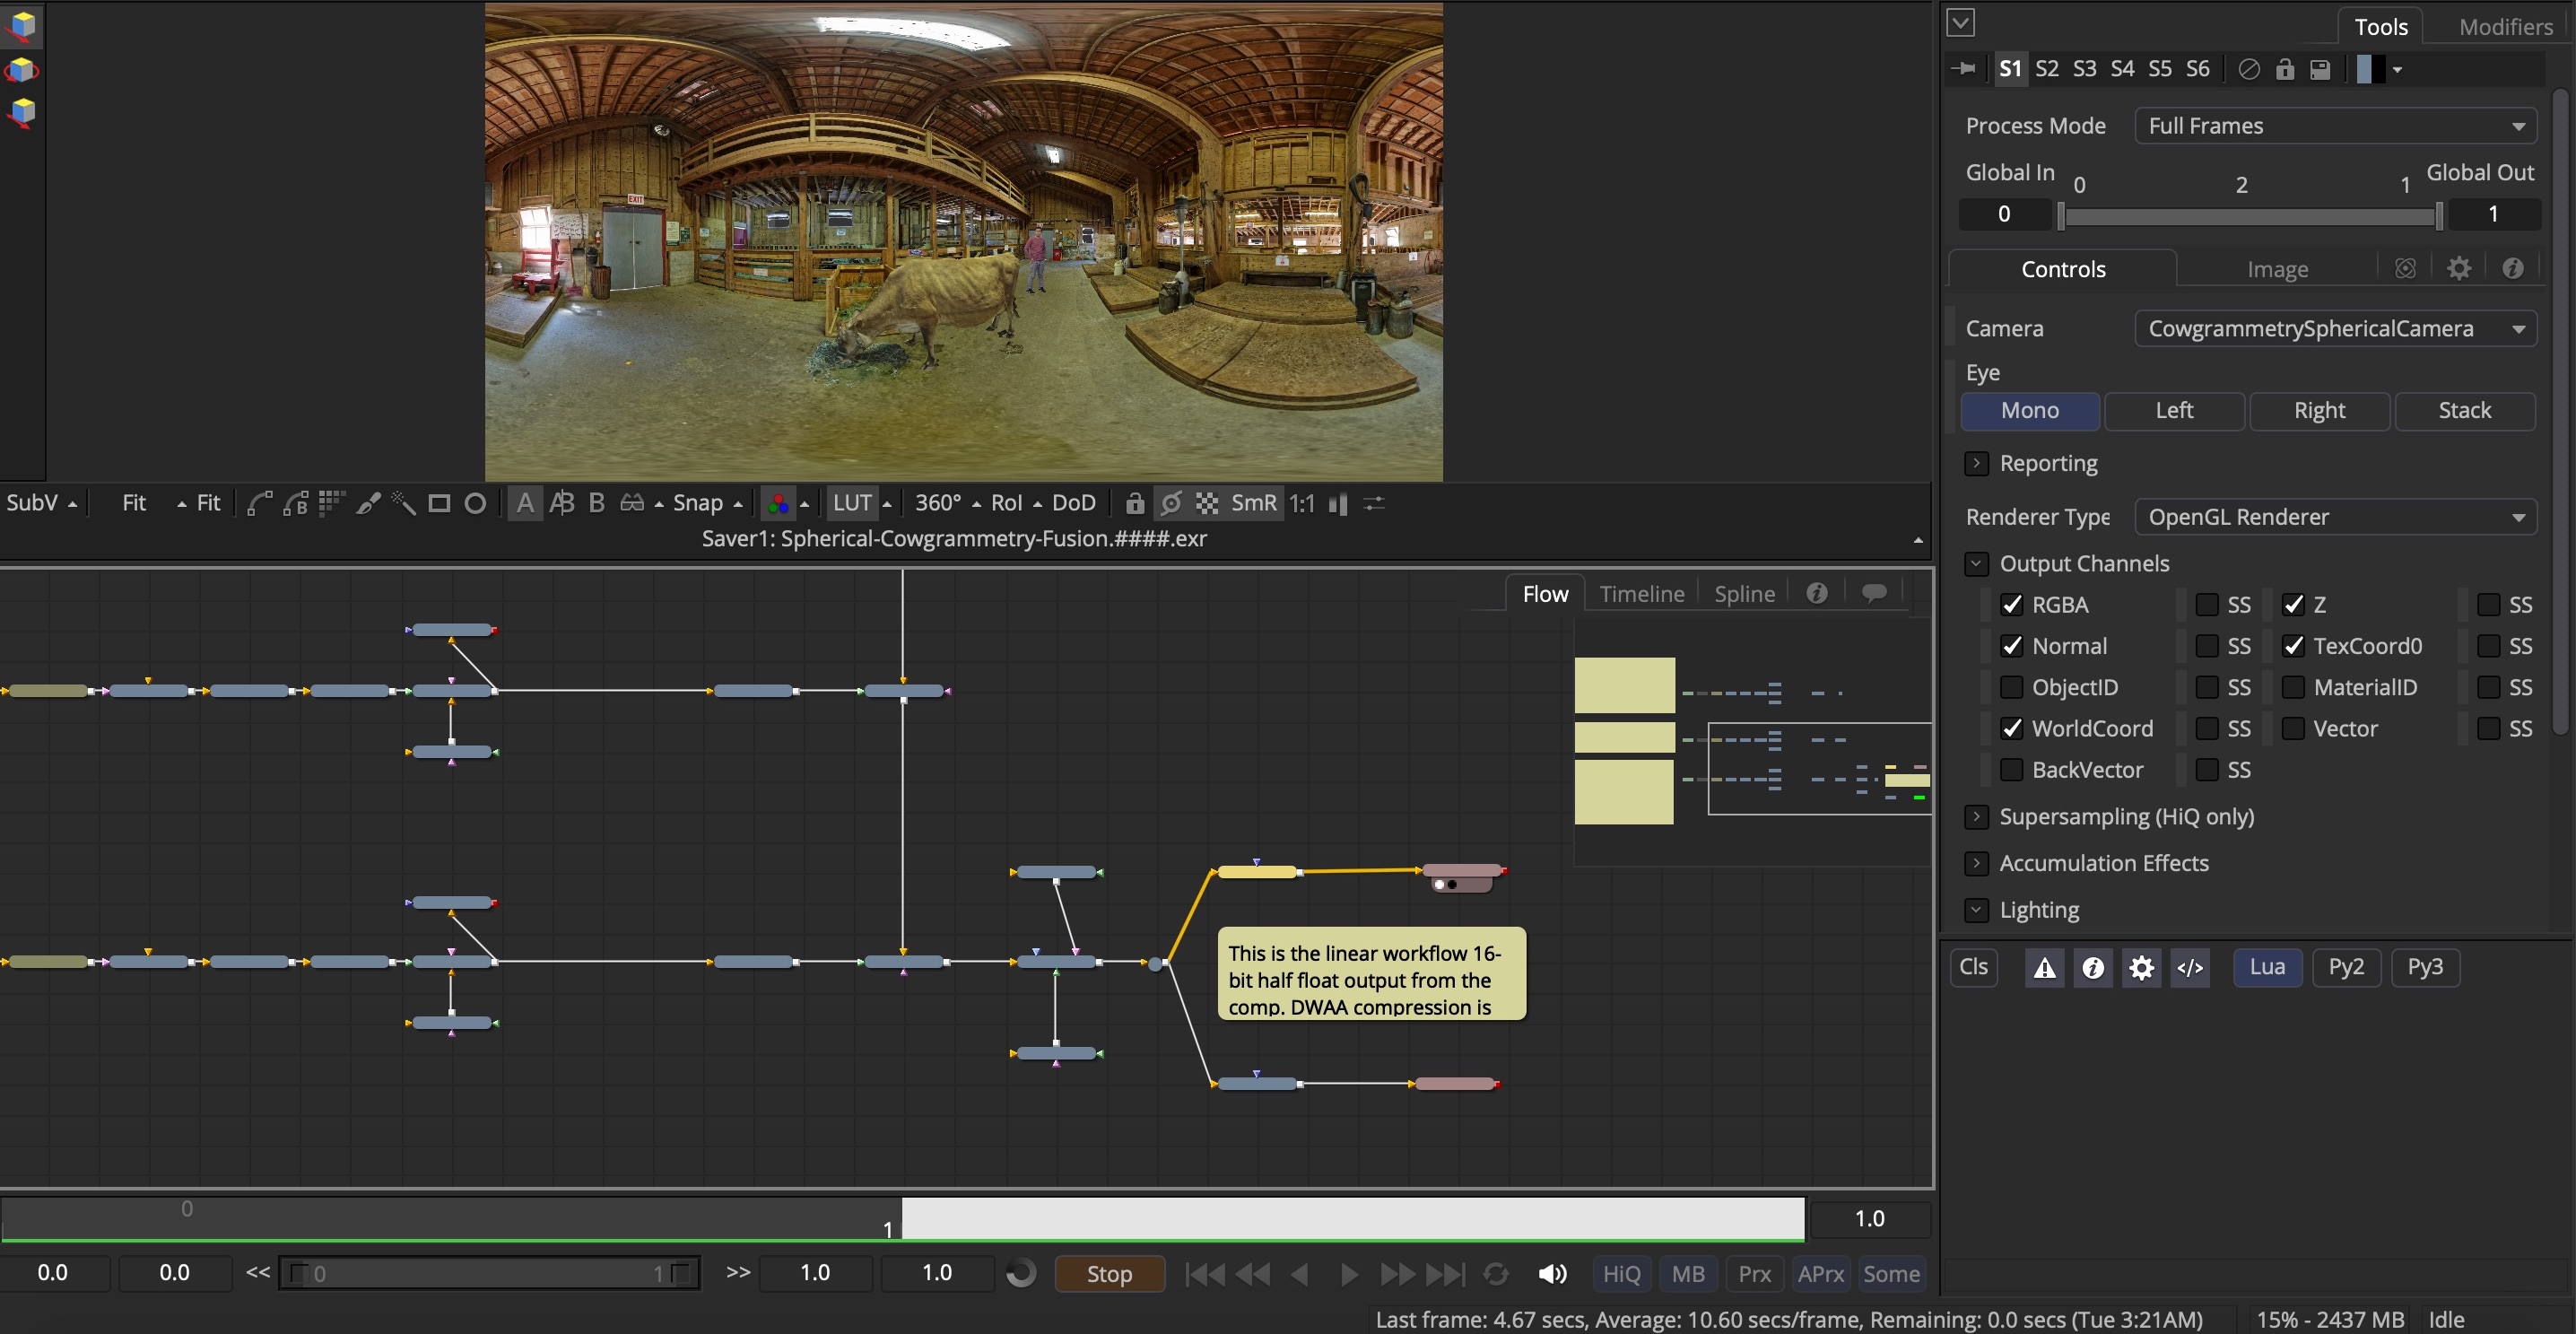 EXIT
SubV Fit Fit A AB B Snap LUT 360° RoI DoD SmR 1:1
Saver1: Spherical-Cowgrammetry-Fusion.####.exr
Flow Timeline Spline
This is the linear workflow 16-
bit half float output from the
comp. DWAA compression is
0 1 1.0
0.0 0.0 << 0 1 >> 1.0 1.0 Stop HiQ MB Prx APrx Some
Tools Modifiers
S1 S2 S3 S4 S5 S6
Process Mode Full Frames
Global In 0 2 1 Global Out
0 1
Controls Image
Camera CowgrammetrySphericalCamera
Eye
Mono Left Right Stack
Reporting
Renderer Type OpenGL Renderer
Output Channels
RGBA SS Z SS
Normal SS TexCoord0 SS
ObjectID SS MaterialID SS
WorldCoord SS Vector SS
BackVector SS
Supersampling (HiQ only)
Accumulation Effects
Lighting
Cls Lua Py2 Py3
Last frame: 4.67 secs, Average: 10.60 secs/frame, Remaining: 0.0 secs (Tue 3:21AM) 15% - 2437 MB Idle